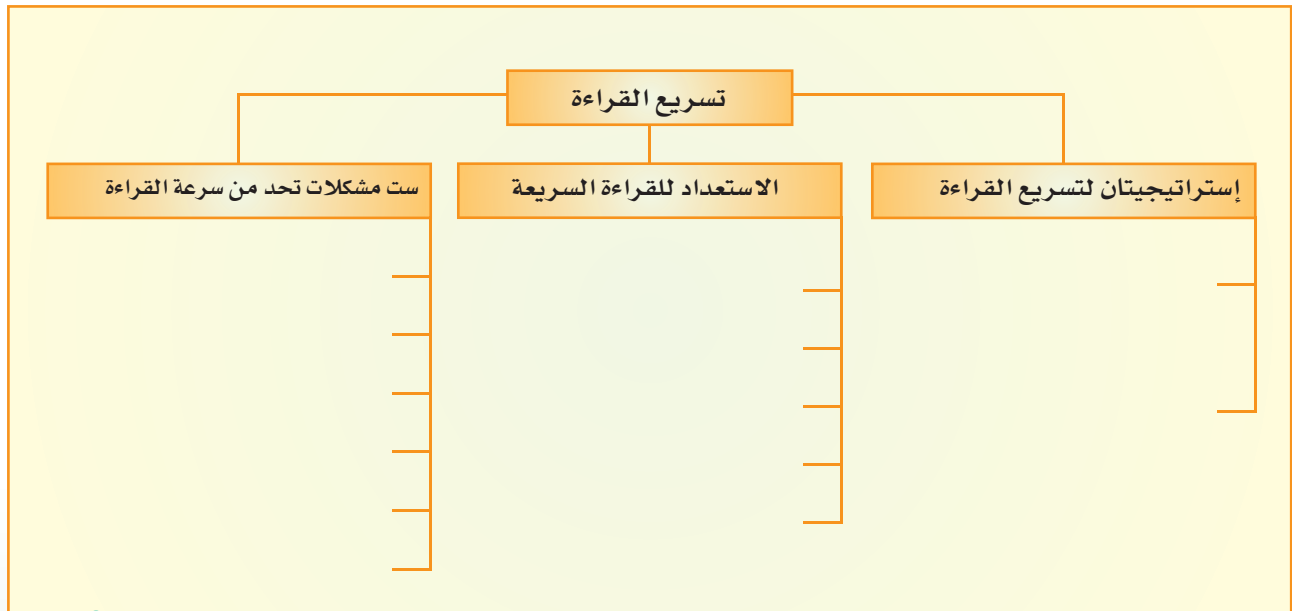 تسريع القراءة
إستراتيجيتان لتسريع القراءة
الاستعداد للقراءة السريعة
ست مشكلات تحد من سرعة القراءة